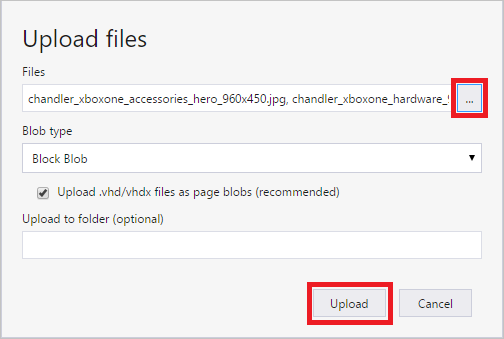 Upload files
Files
chandler_xboxone_accessories_hero_960x450.jpg, chandler_xboxone_hardware_ ...
Blob type
Block Blob
Upload .vhd/vhdx files as page blobs (recommended)
Upload to folder (optional)
Upload Cancel